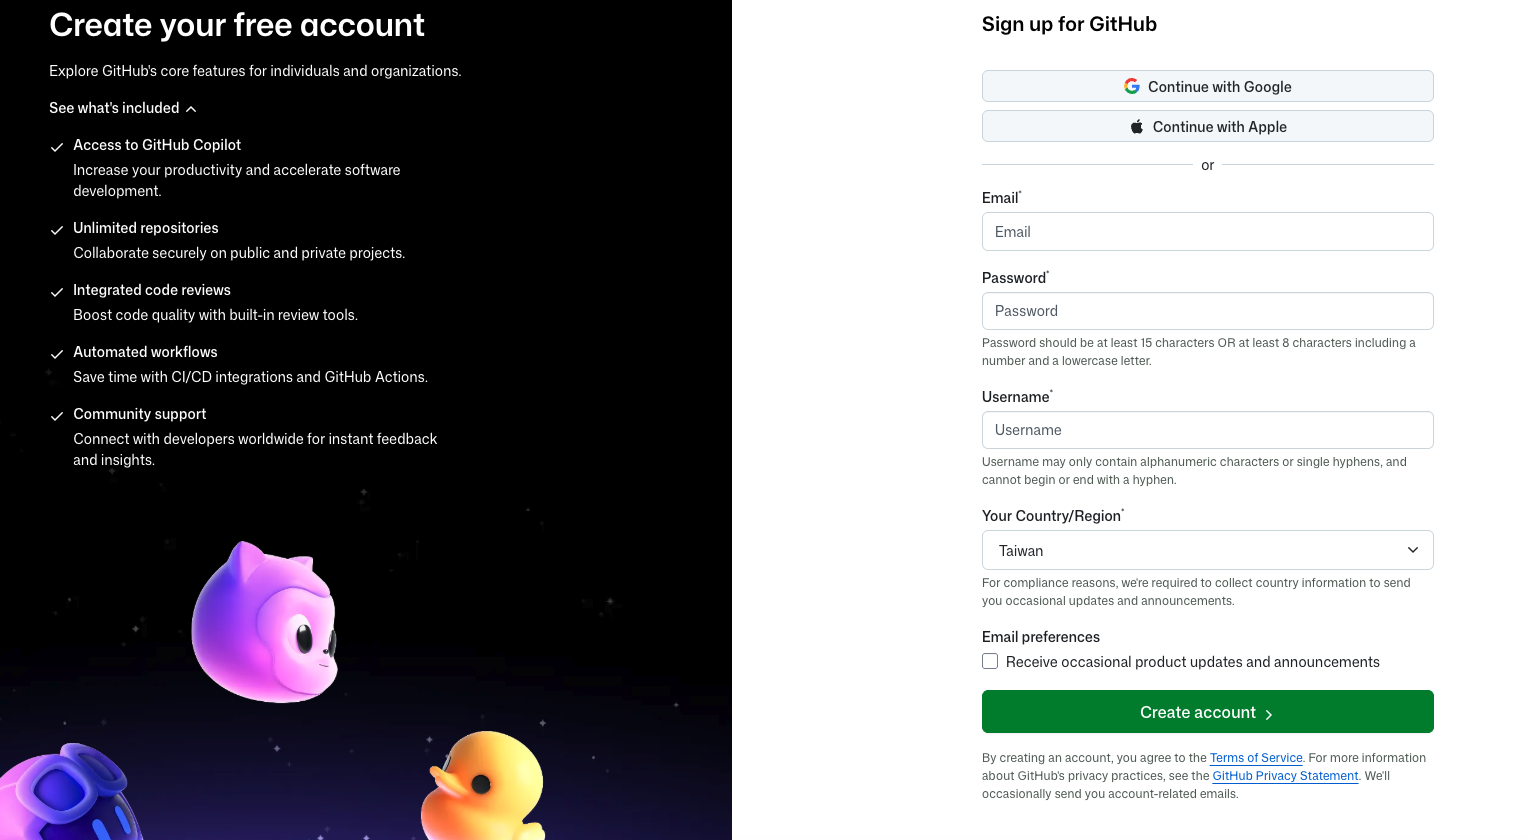 Create your free account
Explore GitHub's core features for individuals and organizations.
See what's included
Access to GitHub Copilot
Increase your productivity and accelerate software
development.
Unlimited repositories
Collaborate securely on public and private projects.
Integrated code reviews
Boost code quality with built-in review tools.
Automated workflows
Save time with CI/CD integrations and GitHub Actions.
Community support
Connect with developers worldwide for instant feedback
and insights.
Sign up for GitHub
Continue with Google
Continue with Apple
or
Email*
Email
Password*
Password
Password should be at least 15 characters OR at least 8 characters including a
number and a lowercase letter.
Username*
Username
Username may only contain alphanumeric characters or single hyphens, and
cannot begin or end with a hyphen.
Your Country/Region*
Taiwan
For compliance reasons, we're required to collect country information to send
you occasional updates and announcements.
Email preferences
Receive occasional product updates and announcements
Create account
By creating an account, you agree to the Terms of Service. For more information
about GitHub's privacy practices, see the GitHub Privacy Statement. We'll
occasionally send you account-related emails.